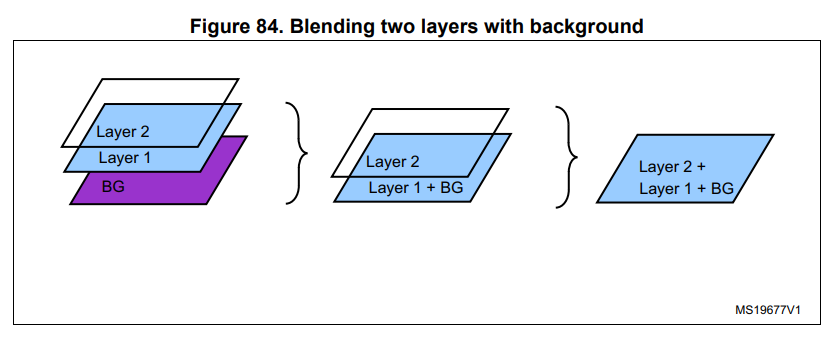 Figure 84. Blending two layers with background
Layer 2
Layer 1
BG
Layer 2
Layer 1 + BG
Layer 2 +
Layer 1 + BG
MS19677V1